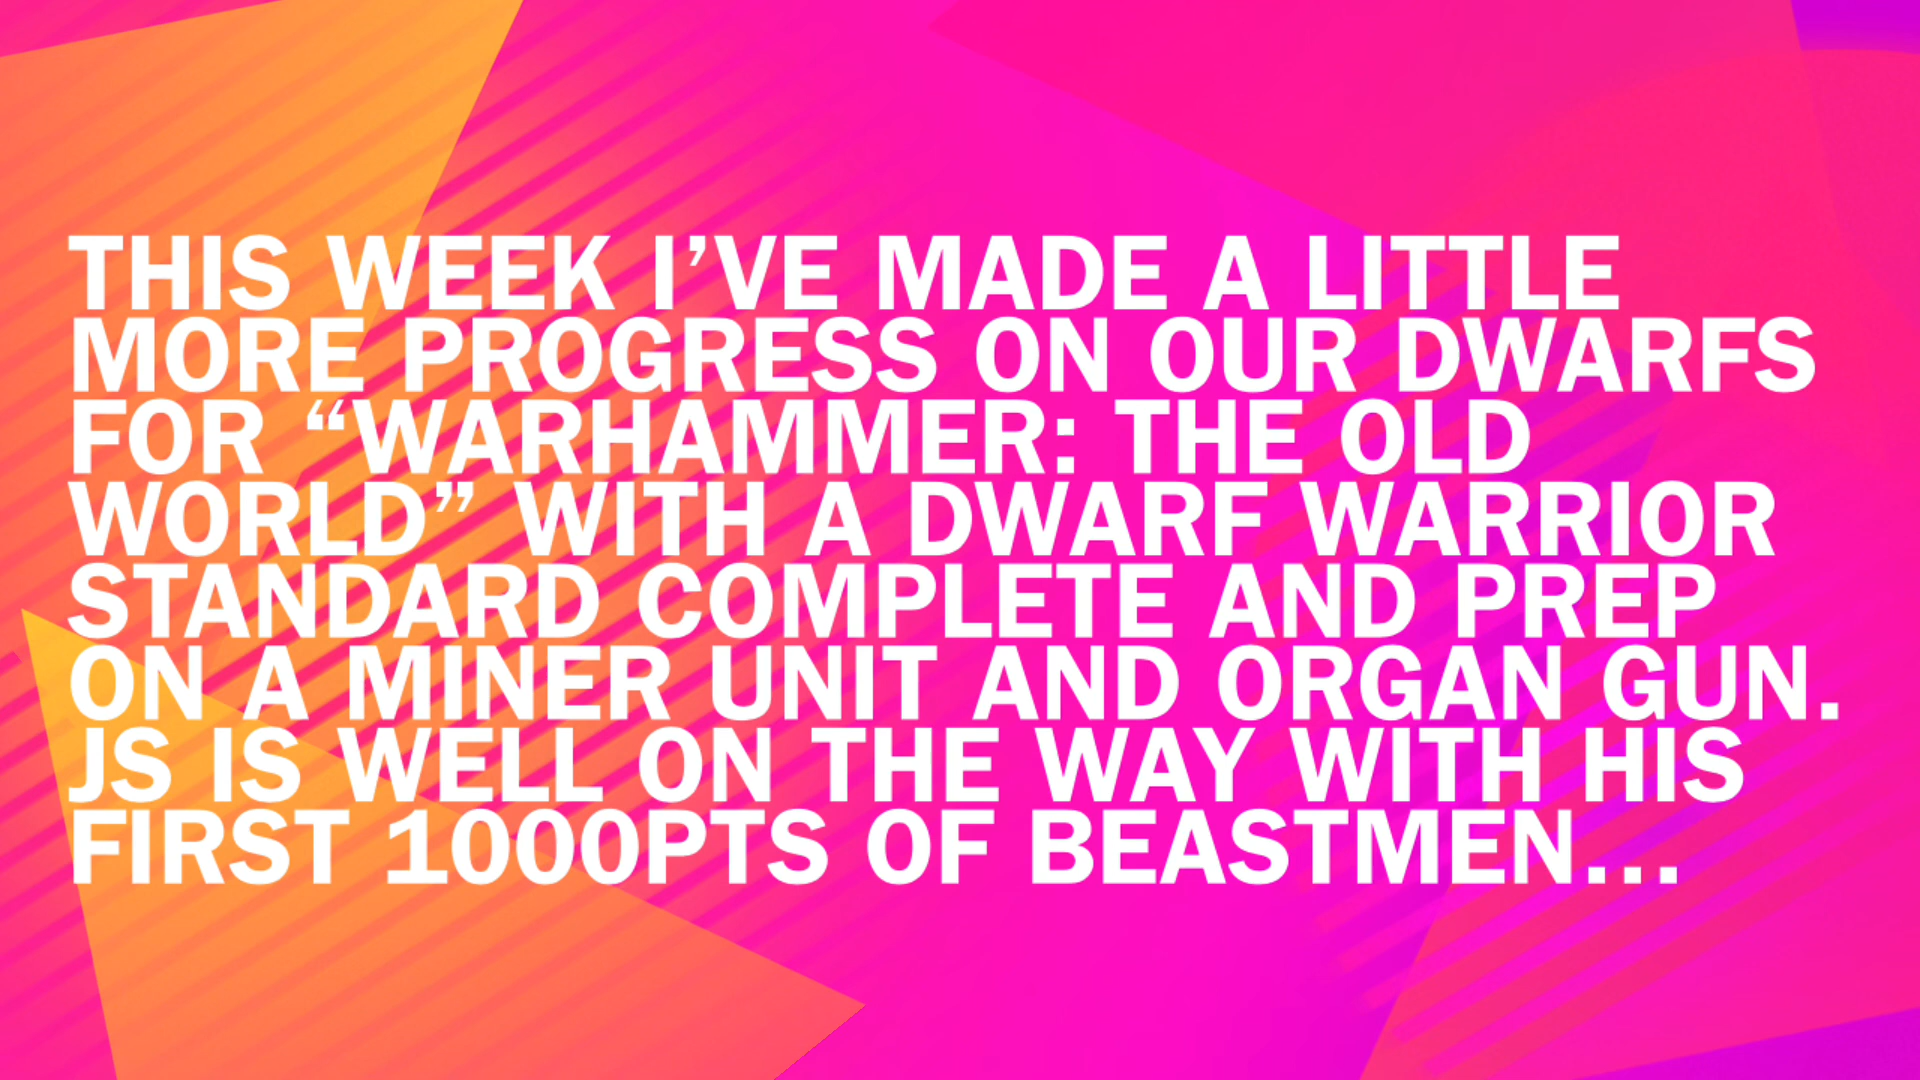 THIS WEEK I’VE MADE A LITTLE
MORE PROGRESS ON OUR DWARFS
FOR “WARHAMMER: THE OLD
WORLD” WITH A DWARF WARRIOR
STANDARD COMPLETE AND PREP
ON A MINER UNIT AND ORGAN GUN.
JS IS WELL ON THE WAY WITH HIS
FIRST 1000PTS OF BEASTMEN...